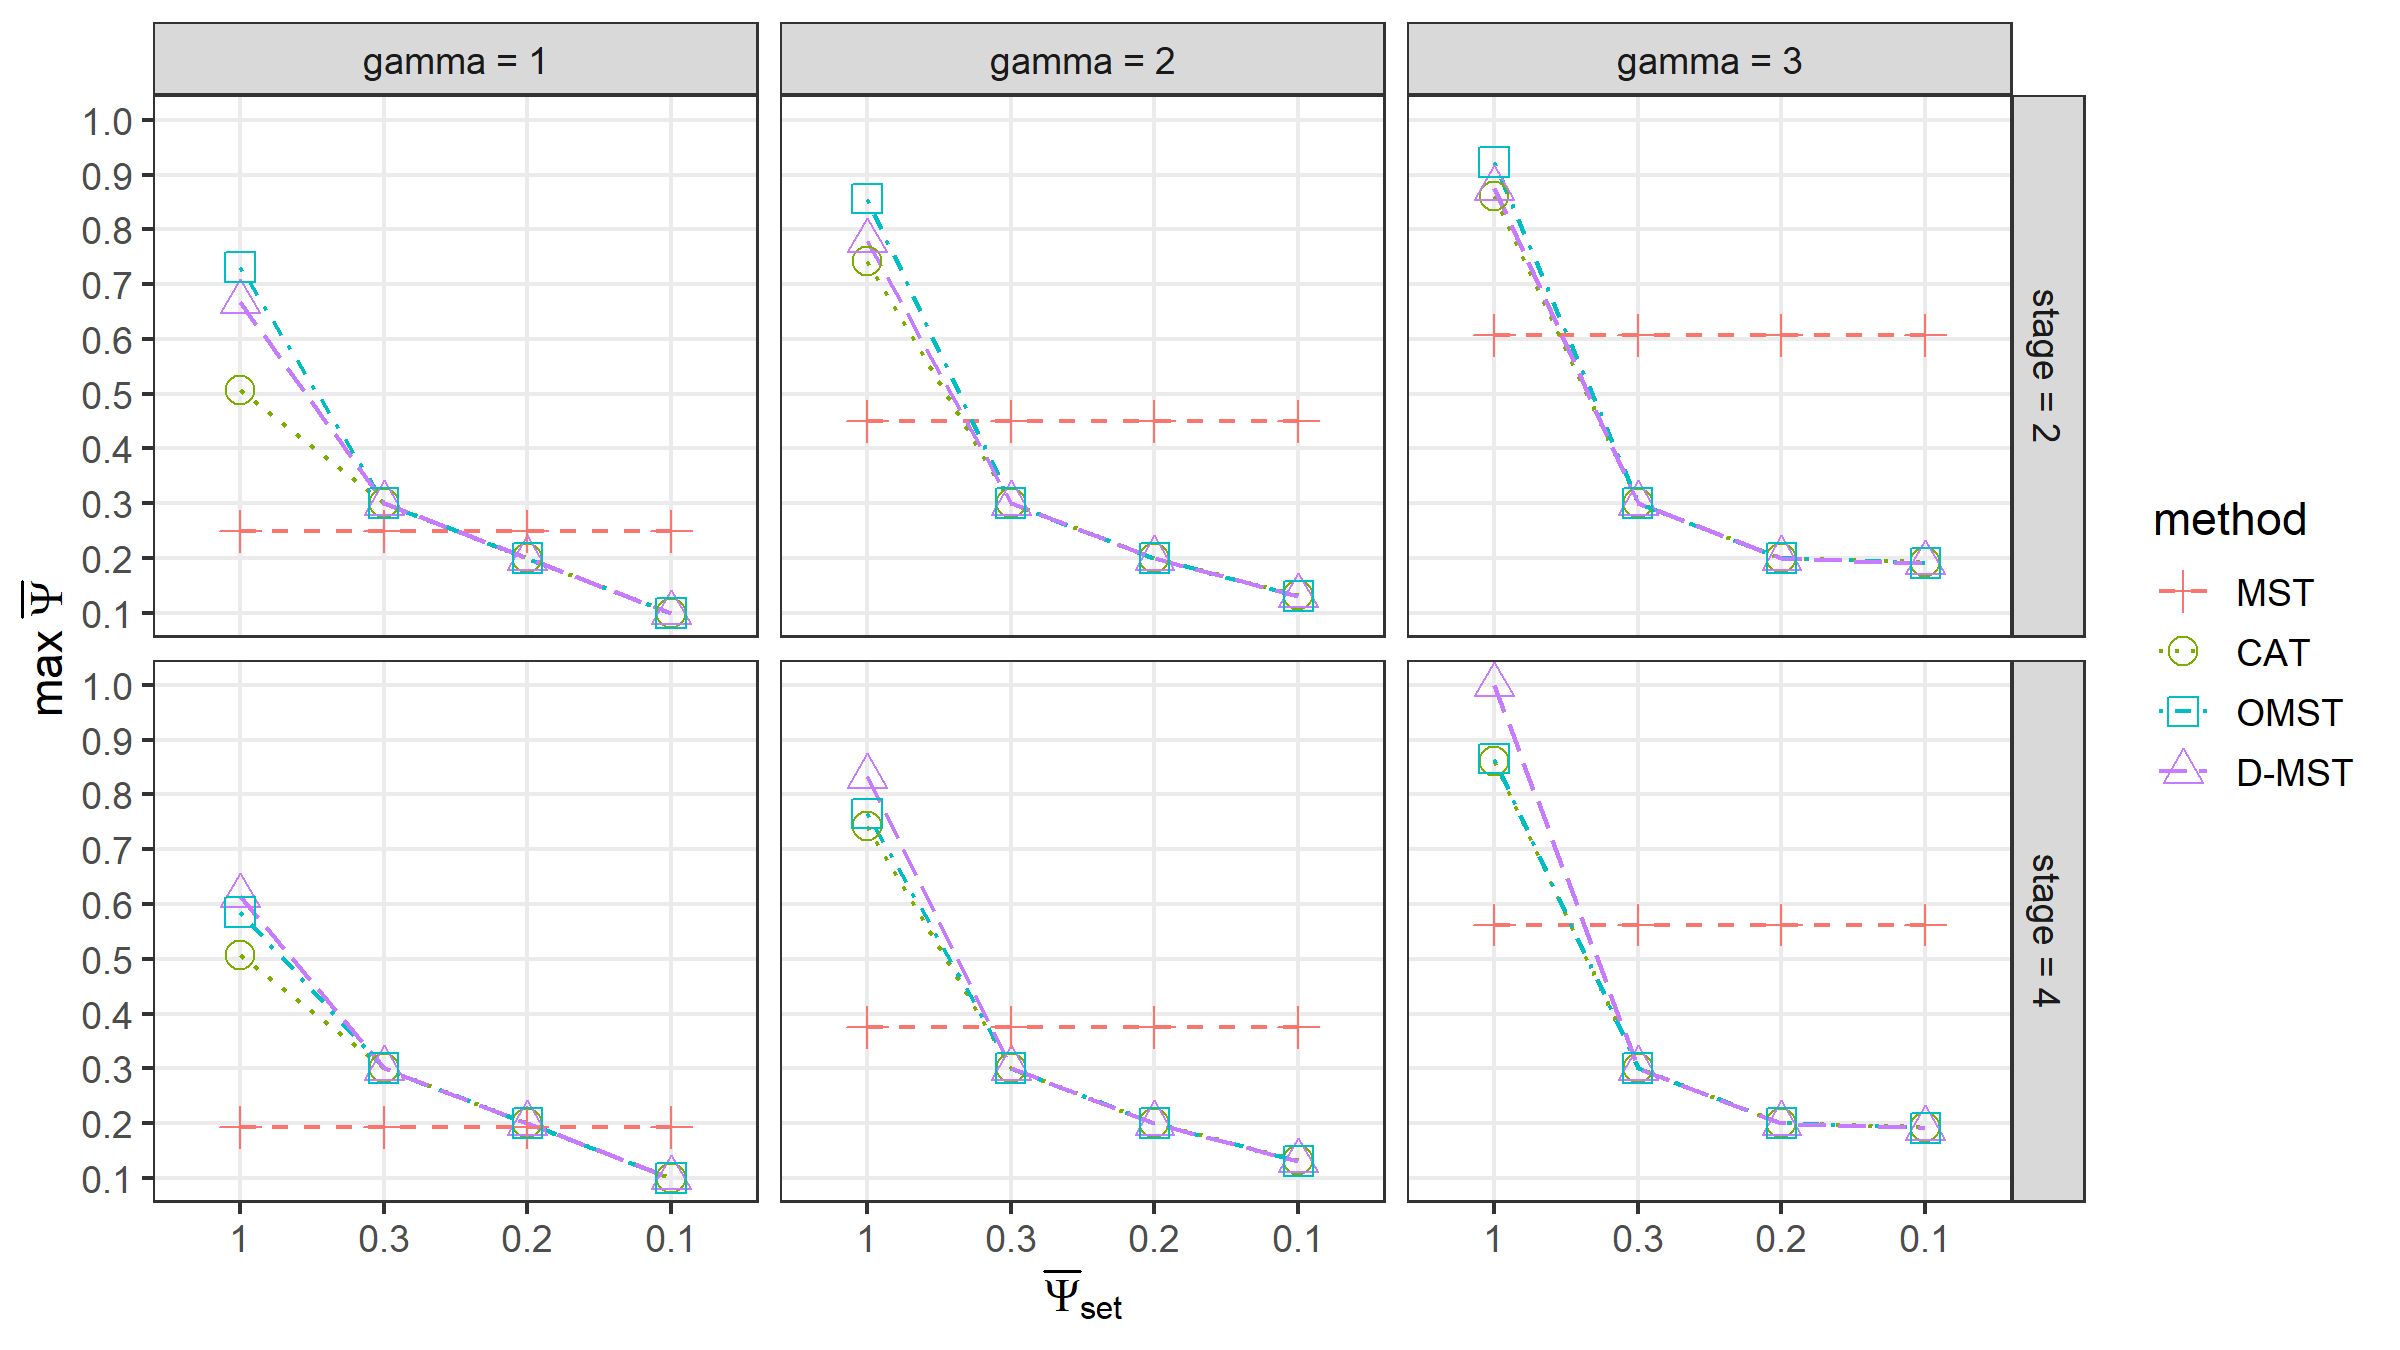 gamma = 1
gamma = 2
gamma = 3
1.0
0.9
0.8
0.7
0.6
0.5
0.4
0.3
0.2
0.1
stage = 2
1.0
0.9
0.8
0.7
0.6
0.5
0.4
0.3
0.2
0.1
stage = 4
max Ψ̅
1 0.3 0.2 0.1
1 0.3 0.2 0.1
1 0.3 0.2 0.1
Ψ̅set
method
MST
CAT
OMST
D-MST